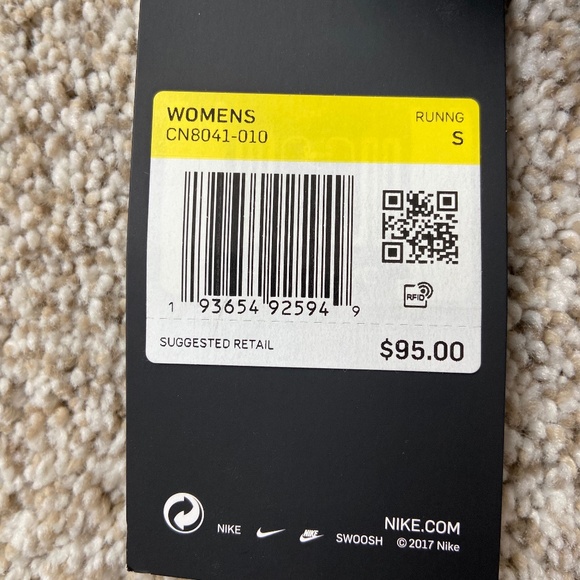 WOMENS RUNNG
CN8041-010 S
1 93654 92594 9
RFID
SUGGESTED RETAIL $95.00
NIKE.COM
NIKE NIKE SWOOSH © 2017 Nike